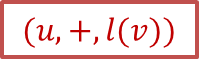 (u, +, l(v))